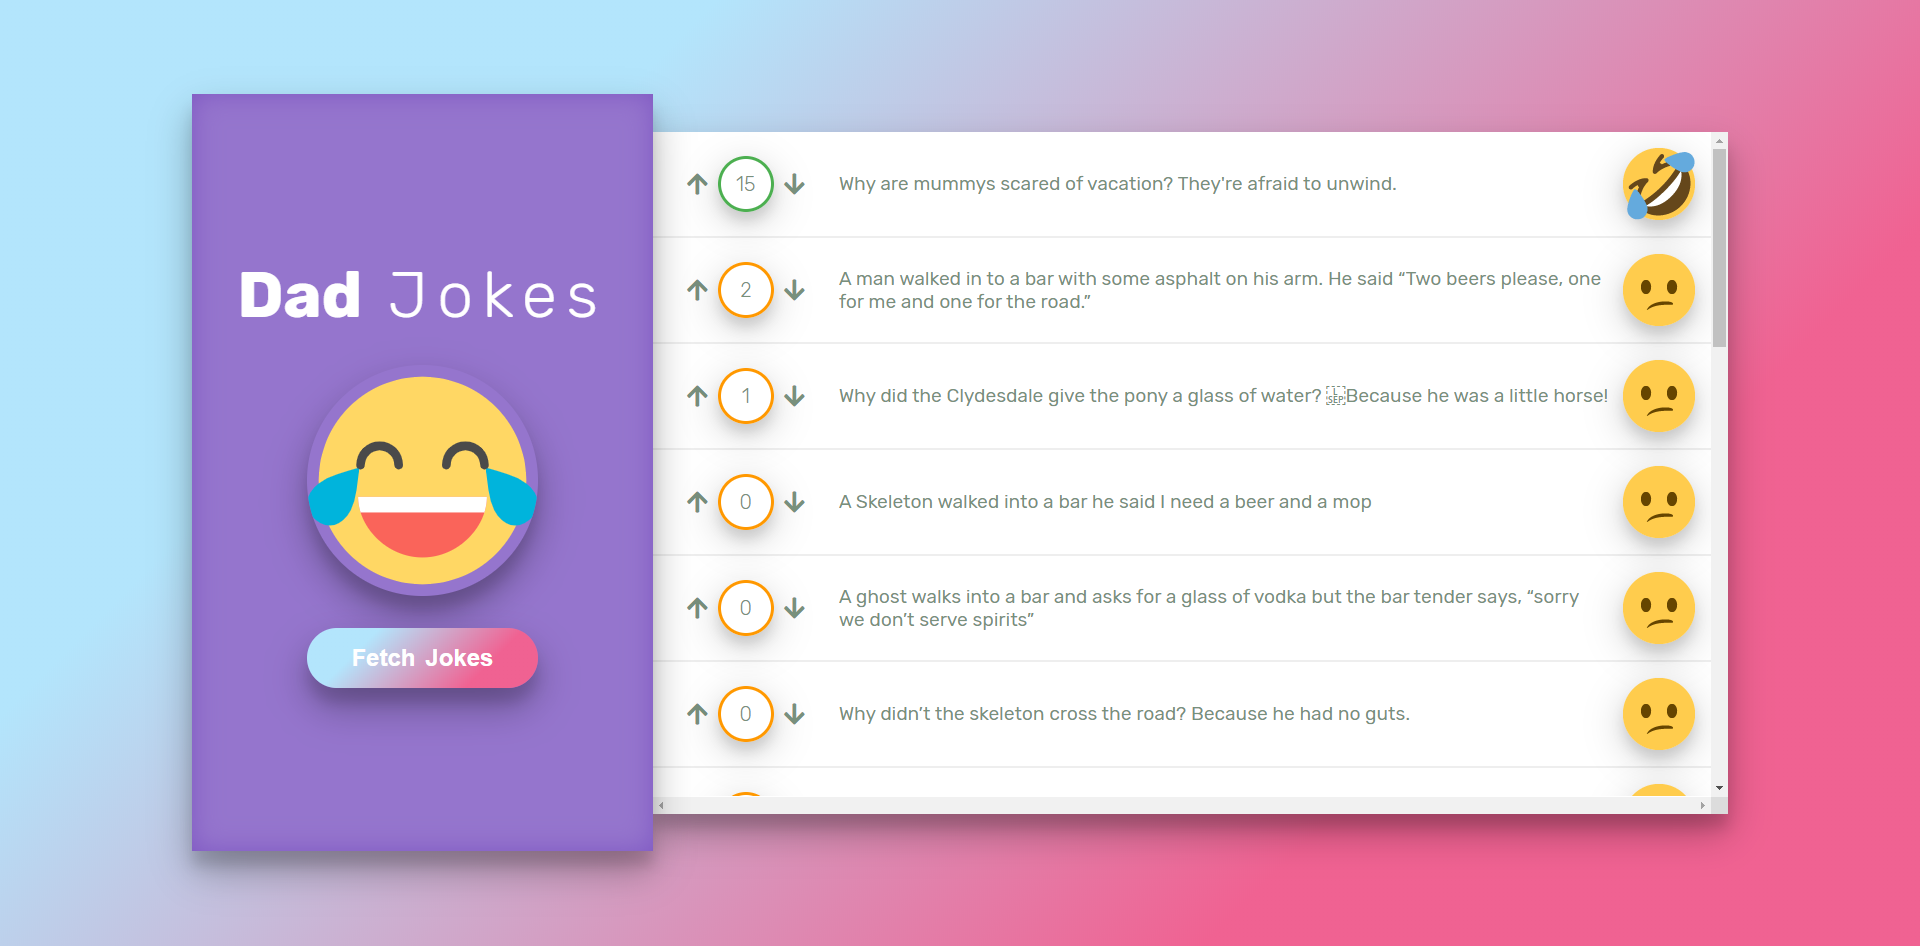 Dad Jokes
Fetch Jokes
15
Why are mummys scared of vacation? They're afraid to unwind.
2
A man walked in to a bar with some asphalt on his arm. He said “Two beers please, one
for me and one for the road.”
1
Why did the Clydesdale give the pony a glass of water? Because he was a little horse!
0
A Skeleton walked into a bar he said I need a beer and a mop
0
A ghost walks into a bar and asks for a glass of vodka but the bar tender says, “sorry
we don’t serve spirits”
0
Why didn’t the skeleton cross the road? Because he had no guts.